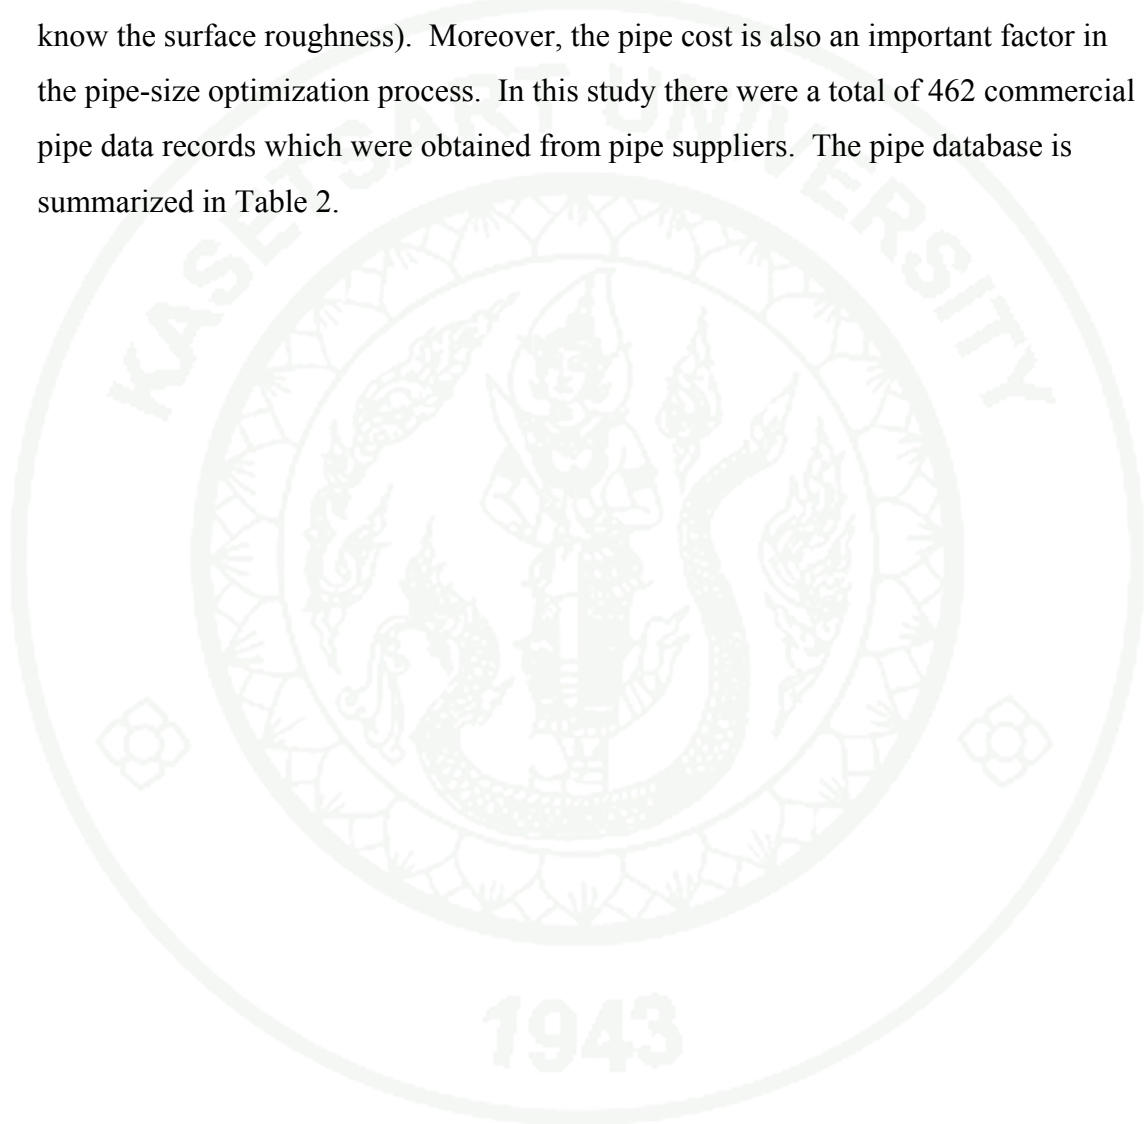 know the surface roughness).  Moreover, the pipe cost is also an important factor in
the pipe-size optimization process.  In this study there were a total of 462 commercial
pipe data records which were obtained from pipe suppliers.  The pipe database is
summarized in Table 2.
KASETSART UNIVERSITY
1943